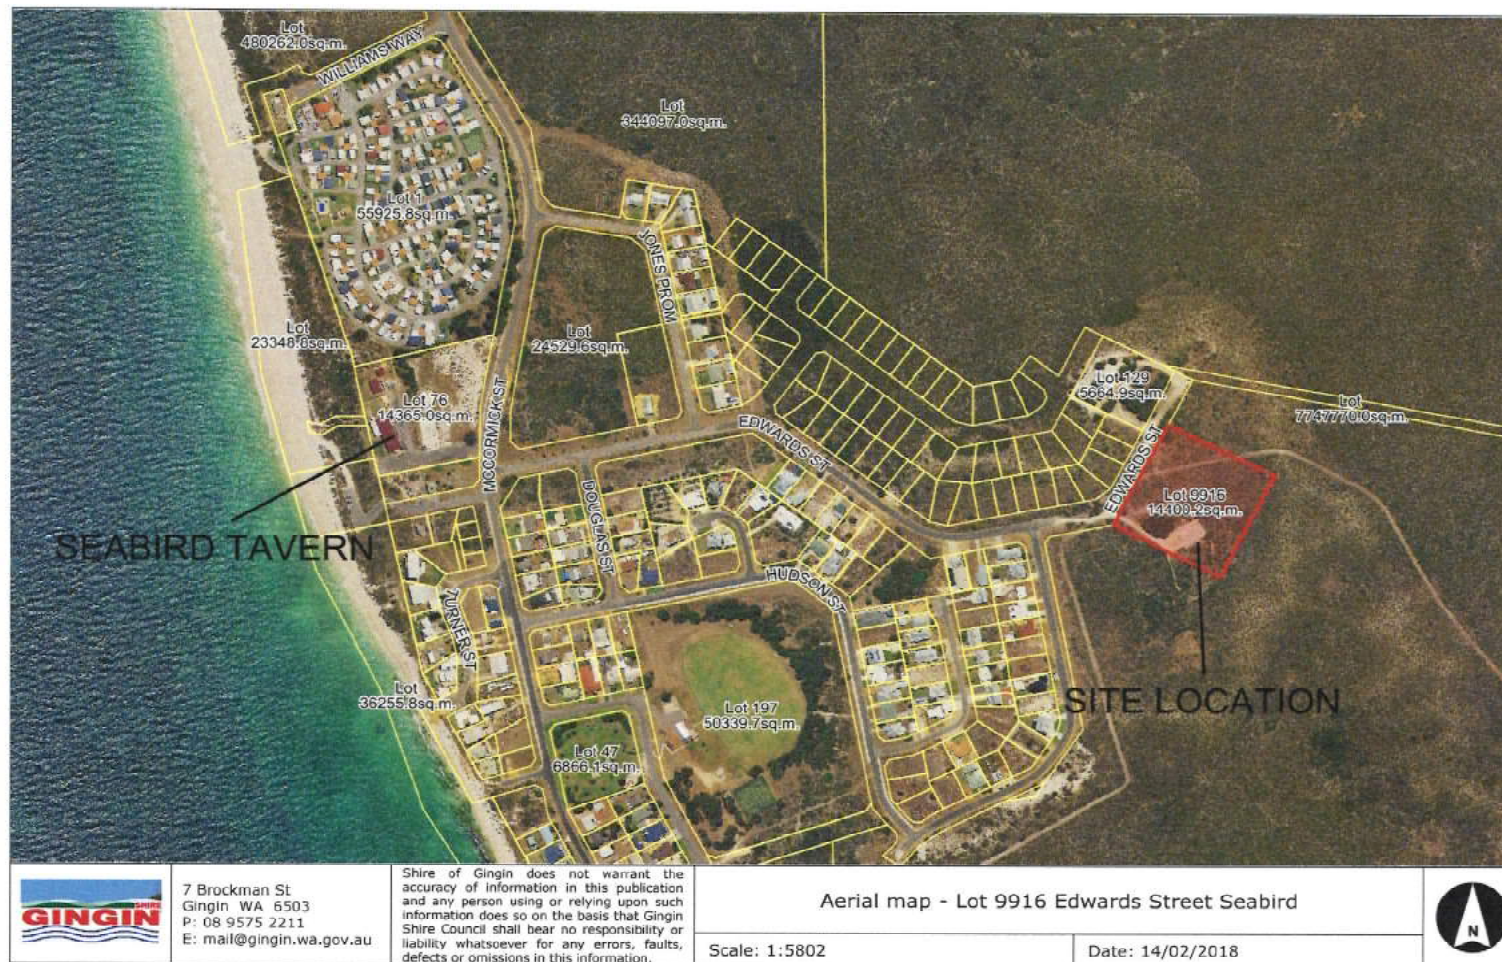 Lot
480262.0sq.m.
WILLIAMS WAY
Lot
344097.0sq.m.
Lot 1
55925.8sq.m.
JONES PROM
Lot
23348.8sq.m.
Lot
24529.6sq.m.
Lot 129
5664.9sq.m.
Lot
7747770.0sq.m.
Lot 76
14365.0sq.m.
MCCORMICK ST
EDWARDS ST
EDWARDS ST
Lot 9916
14400.2sq.m.
DOUGLAS ST
SEABIRD TAVERN
HUDSON ST
TURNER ST
Lot
36255.8sq.m.
Lot 197
50339.7sq.m.
SITE LOCATION
Lot 47
6866.1sq.m.
SHIRE
GINGIN
7 Brockman St
Gingin WA 6503
P: 08 9575 2211
E: mail@gingin.wa.gov.au
Shire of Gingin does not warrant the
accuracy of information in this publication
and any person using or relying upon such
information does so on the basis that Gingin
Shire Council shall bear no responsibility or
liability whatsoever for any errors, faults,
defects or omissions in this information.
Aerial map - Lot 9916 Edwards Street Seabird
Scale: 1:5802
Date: 14/02/2018
N